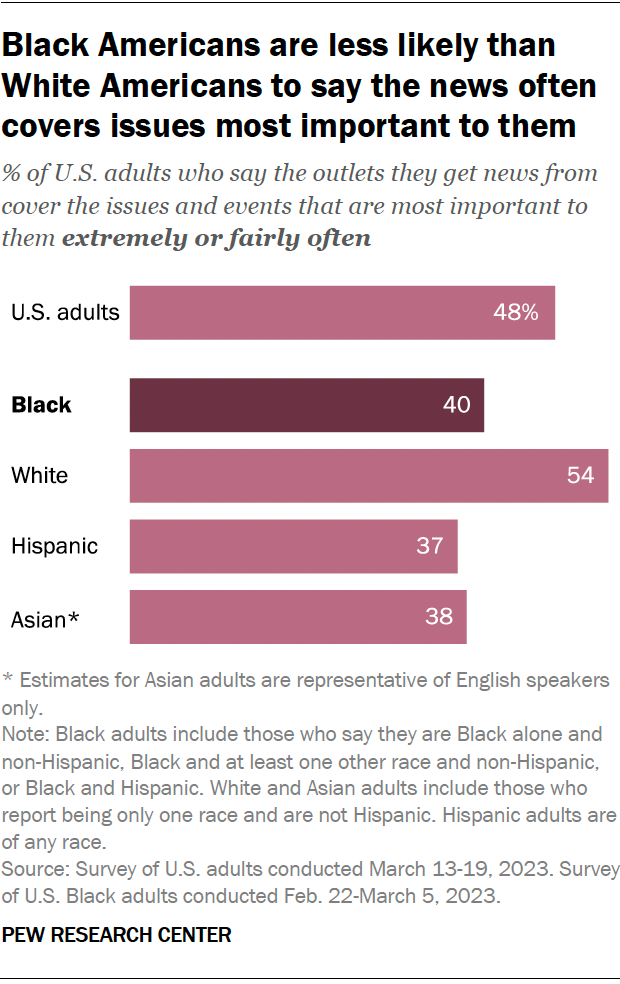 Black Americans are less likely than
White Americans to say the news often
covers issues most important to them
% of U.S. adults who say the outlets they get news from
cover the issues and events that are most important to
them extremely or fairly often
U.S. adults 48%
Black 40
White 54
Hispanic 37
Asian* 38
* Estimates for Asian adults are representative of English speakers
only.
Note: Black adults include those who say they are Black alone and
non-Hispanic, Black and at least one other race and non-Hispanic,
or Black and Hispanic. White and Asian adults include those who
report being only one race and are not Hispanic. Hispanic adults are
of any race.
Source: Survey of U.S. adults conducted March 13-19, 2023. Survey
of U.S. Black adults conducted Feb. 22-March 5, 2023.
PEW RESEARCH CENTER